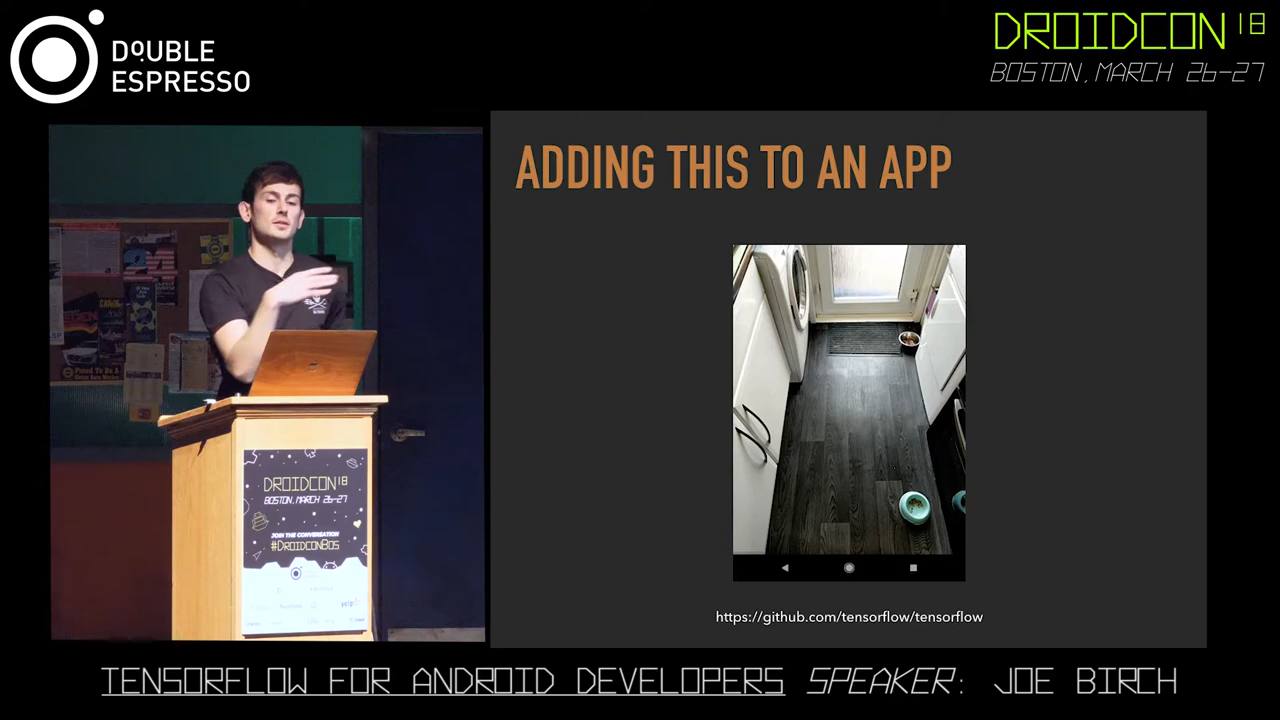 DOUBLE
ESPRESSO
DROIDCON 18
BOSTON, MARCH 26-27
ADDING THIS TO AN APP
https://github.com/tensorflow/tensorflow
DROIDCON 18
BOSTON, MARCH 26-27
JOIN THE CONVERSATION
#DROIDCONBOS
yelp
TENSORFLOW FOR ANDROID DEVELOPERS SPEAKER: JOE BIRCH